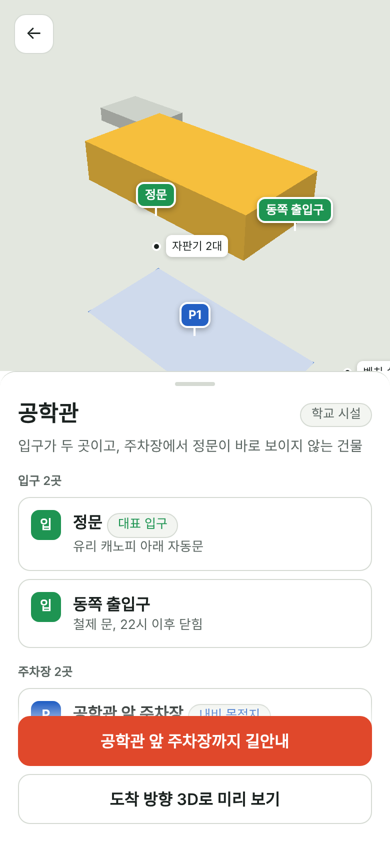 정문
동쪽 출입구
자판기 2대
P1
공학관
학교 시설
입구가 두 곳이고, 주차장에서 정문이 바로 보이지 않는 건물
입구 2곳
입
정문
대표 입구
유리 캐노피 아래 자동문
입
동쪽 출입구
철제 문, 22시 이후 닫힘
주차장 2곳
P
공학관 앞 주차장
내비 목적지
공학관 앞 주차장까지 길안내
도착 방향 3D로 미리 보기